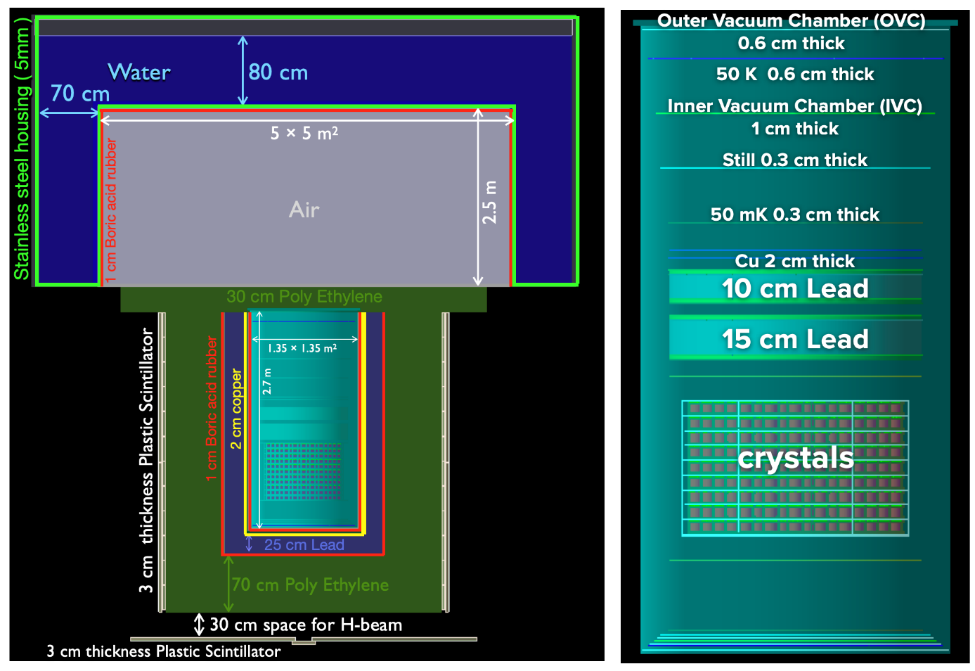 Stainless steel housing ( 5mm )
Water
80 cm
70 cm
5 × 5 m²
1 cm Boric acid rubber
Air
2.5 m
30 cm Poly Ethylene
1.35 × 1.35 m²
2.7 m
3 cm thickness Plastic Scintillator
1 cm Boric acid rubber
2 cm copper
25 cm Lead
70 cm Poly Ethylene
30 cm space for H-beam
3 cm thickness Plastic Scintillator
Outer Vacuum Chamber (OVC)
0.6 cm thick
50 K 0.6 cm thick
Inner Vacuum Chamber (IVC)
1 cm thick
Still 0.3 cm thick
50 mK 0.3 cm thick
Cu 2 cm thick
10 cm Lead
15 cm Lead
crystals